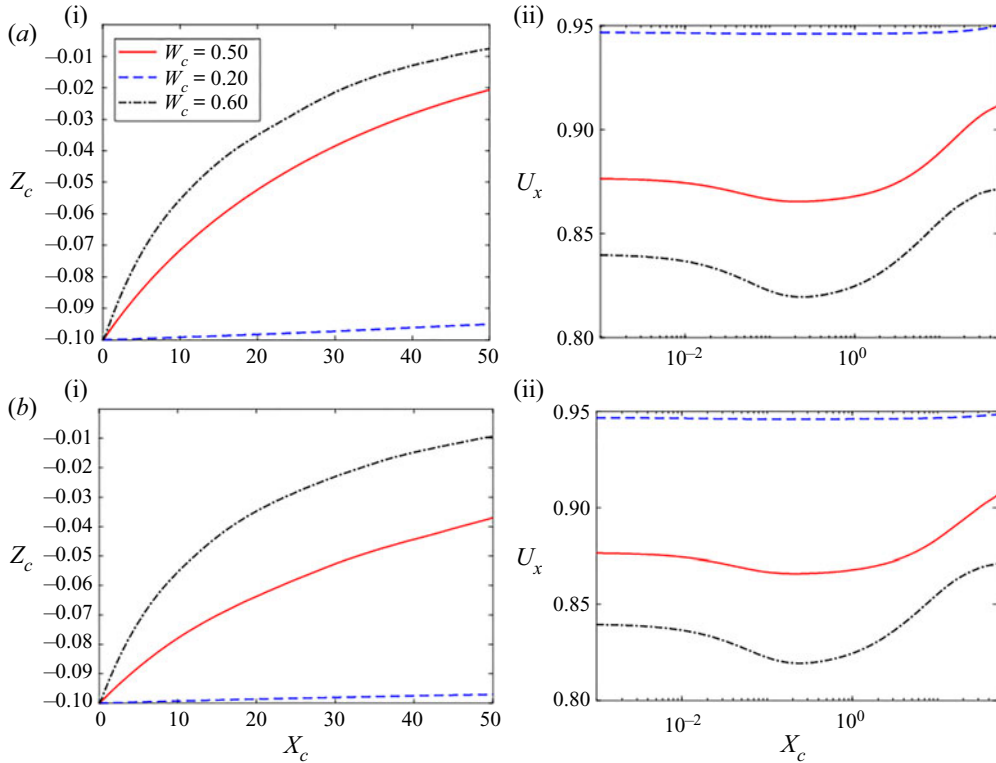 (i)
(ii)
(a)
W_c = 0.50
W_c = 0.20
W_c = 0.60
–0.01
–0.02
–0.03
–0.04
–0.05
–0.06
–0.07
–0.08
–0.09
–0.10
Z_c
0 10 20 30 40 50
0.95
0.90
0.85
0.80
U_x
10⁻² 10⁰
(i)
(ii)
(b)
–0.01
–0.02
–0.03
–0.04
–0.05
–0.06
–0.07
–0.08
–0.09
–0.10
Z_c
0 10 20 30 40 50
X_c
0.95
0.90
0.85
0.80
U_x
10⁻² 10⁰
X_c